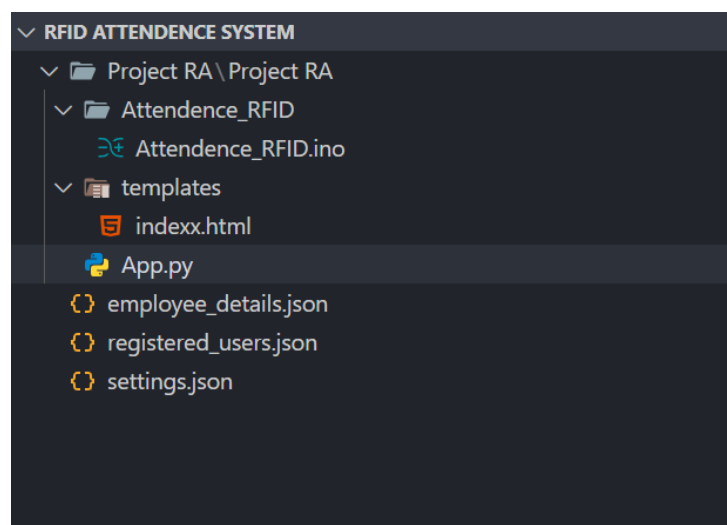 RFID ATTENDENCE SYSTEM
Project RA\Project RA
Attendence_RFID
Attendence_RFID.ino
templates
indexx.html
App.py
employee_details.json
registered_users.json
settings.json